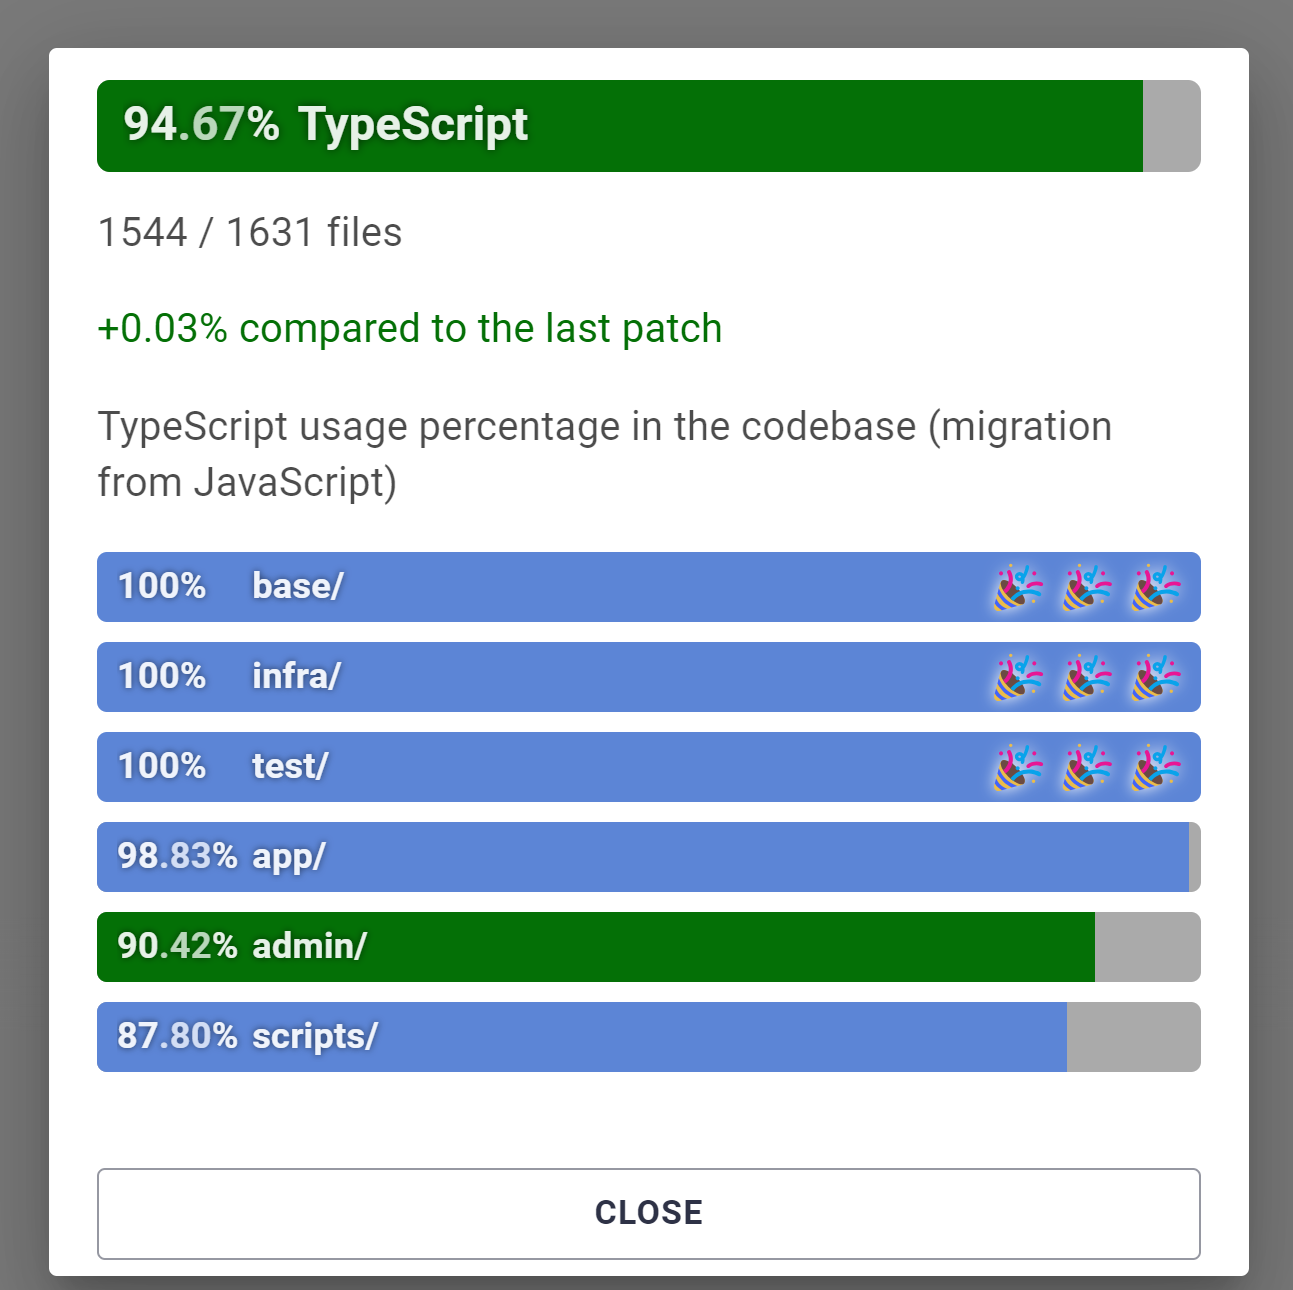 94.67% TypeScript
1544 / 1631 files
+0.03% compared to the last patch
TypeScript usage percentage in the codebase (migration
from JavaScript)
100% base/
100% infra/
100% test/
98.83% app/
90.42% admin/
87.80% scripts/
CLOSE